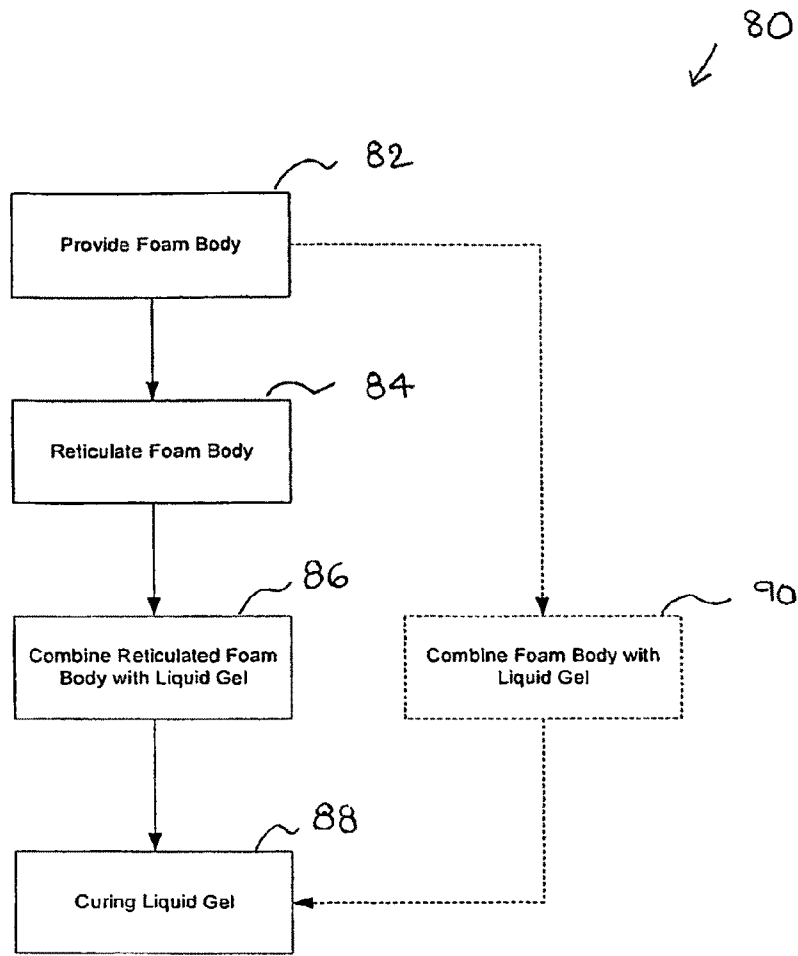 80
82
Provide Foam Body
84
Reticulate Foam Body
86
Combine Reticulated Foam
Body with Liquid Gel
90
Combine Foam Body with
Liquid Gel
88
Curing Liquid Gel